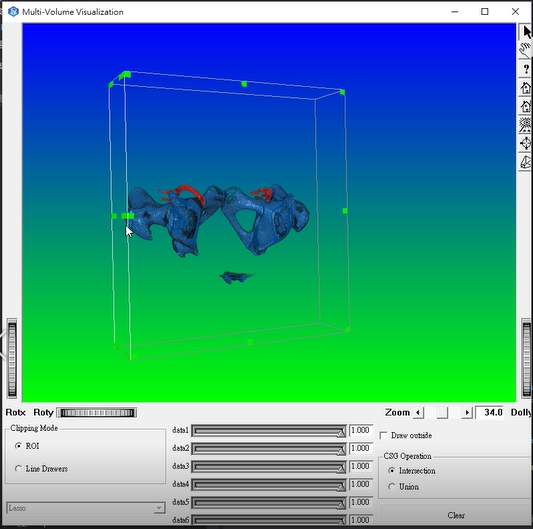 Multi-Volume Visualization
?
Rotx Roty
Zoom 34.0 Dolly
Clipping Mode
ROI
Line Drawers
Lasso
data1 1.000
data2 1.000
data3 1.000
data4 1.000
data5 1.000
data6 1.000
Draw outside
CSG Operation
Intersection
Union
Clear